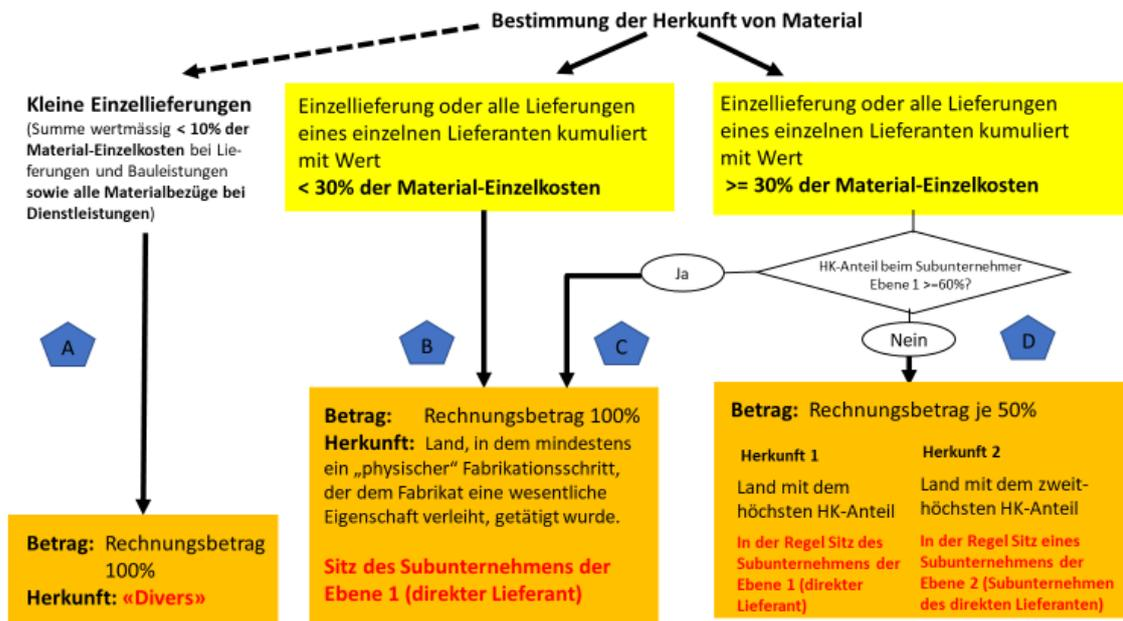 Bestimmung der Herkunft von Material
Kleine Einzellieferungen
(Summe wertmässig < 10% der
Material-Einzelkosten bei Lie-
ferungen und Bauleistungen
sowie alle Materialbezüge bei
Dienstleistungen)
Einzellieferung oder alle Lieferungen
eines einzelnen Lieferanten kumuliert
mit Wert
< 30% der Material-Einzelkosten
Einzellieferung oder alle Lieferungen
eines einzelnen Lieferanten kumuliert
mit Wert
>= 30% der Material-Einzelkosten
HK-Anteil beim Subunternehmer
Ebene 1 >=60%?
Ja
Nein
A
B
C
D
Betrag: Rechnungsbetrag
100%
Herkunft: «Divers»
Betrag: Rechnungsbetrag 100%
Herkunft: Land, in dem mindestens
ein „physischer“ Fabrikationsschritt,
der dem Fabrikat eine wesentliche
Eigenschaft verleiht, getätigt wurde.
Sitz des Subunternehmens der
Ebene 1 (direkter Lieferant)
Betrag: Rechnungsbetrag je 50%
Herkunft 1
Land mit dem
höchsten HK-Anteil
In der Regel Sitz des
Subunternehmens der
Ebene 1 (direkter
Lieferant)
Herkunft 2
Land mit dem zweit-
höchsten HK-Anteil
In der Regel Sitz eines
Subunternehmens der
Ebene 2 (Subunternehmen
des direkten Lieferanten)